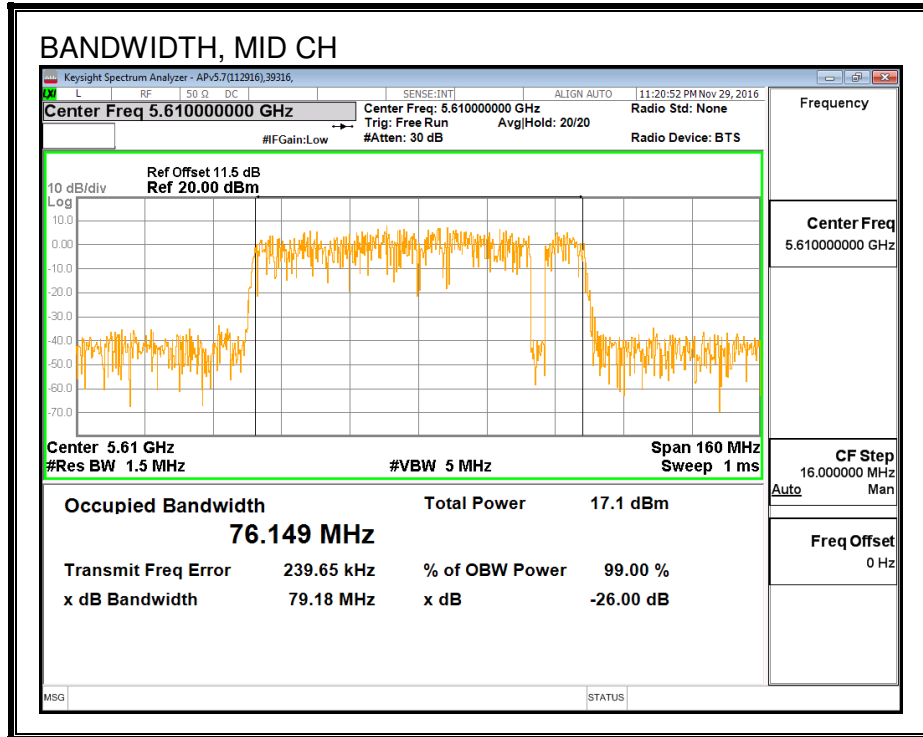 BANDWIDTH, MID CH
Keysight Spectrum Analyzer - APv5.7(112916),39316,
LXI L RF 50 Ω DC SENSE:INT ALIGN AUTO 11:20:52 PM Nov 29, 2016
Center Freq 5.610000000 GHz
Center Freq: 5.610000000 GHz
Radio Std: None
Trig: Free Run Avg|Hold: 20/20
#IFGain:Low #Atten: 30 dB Radio Device: BTS
Frequency
Ref Offset 11.5 dB
10 dB/div Ref 20.00 dBm
Log
10.0
0.00
-10.0
-20.0
-30.0
-40.0
-50.0
-60.0
-70.0
Center 5.61 GHz Span 160 MHz
#Res BW 1.5 MHz #VBW 5 MHz Sweep 1 ms
Center Freq
5.610000000 GHz
CF Step
16.000000 MHz
Auto Man
Freq Offset
0 Hz
Occupied Bandwidth Total Power 17.1 dBm
76.149 MHz
Transmit Freq Error 239.65 kHz % of OBW Power 99.00 %
x dB Bandwidth 79.18 MHz x dB -26.00 dB
MSG STATUS